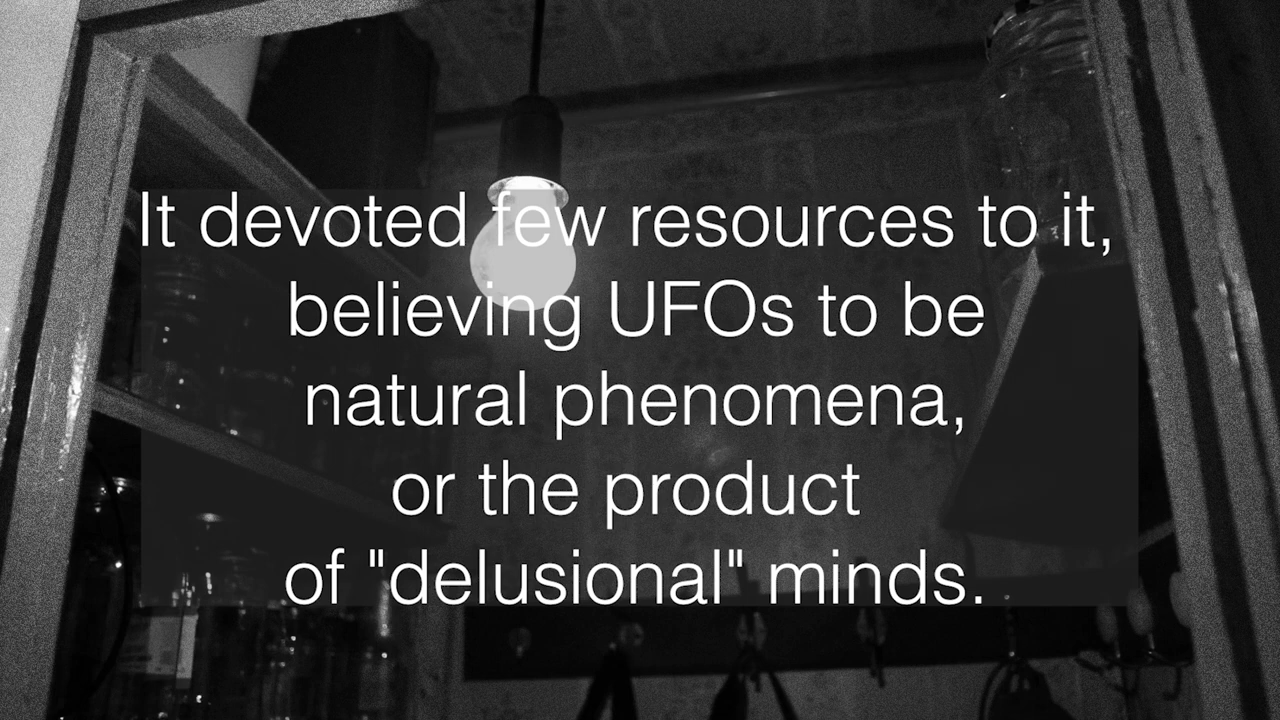 It devoted few resources to it,
believing UFOs to be
natural phenomena,
or the product
of "delusional" minds.